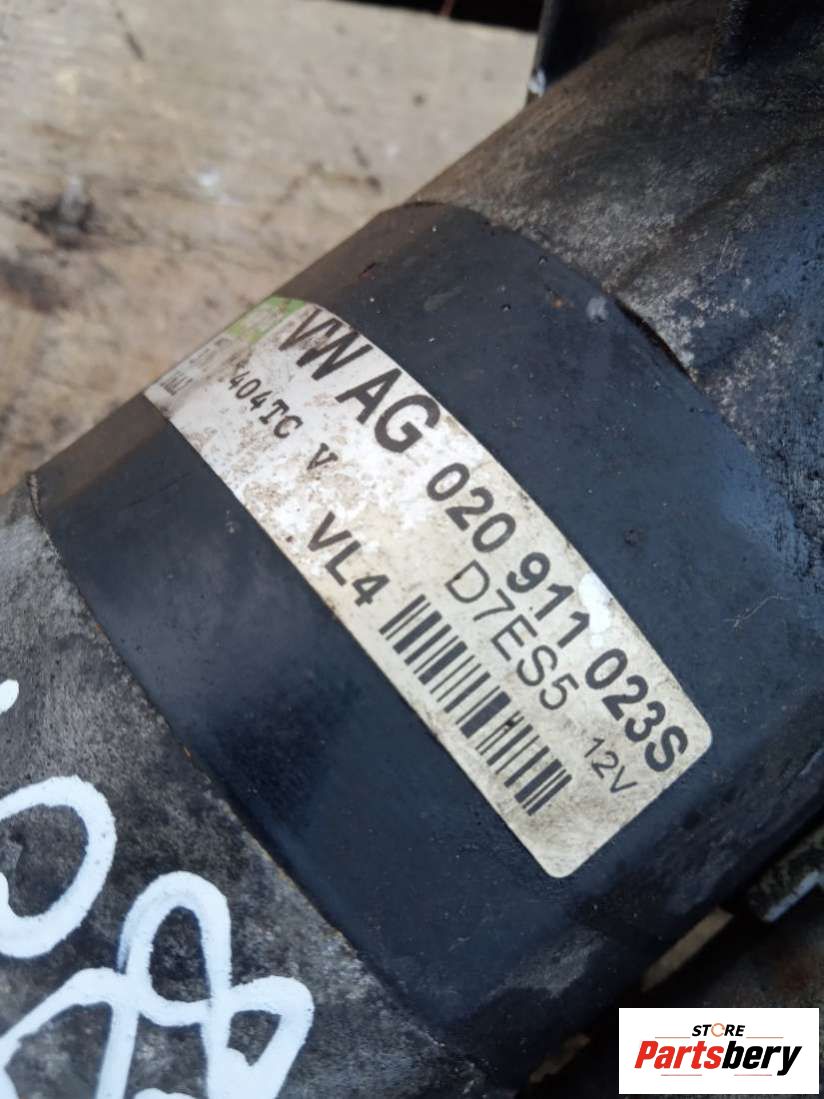 VW AG 020 911 023S
404TC V D7ES5 12V
VL4
STORE
Partsbery